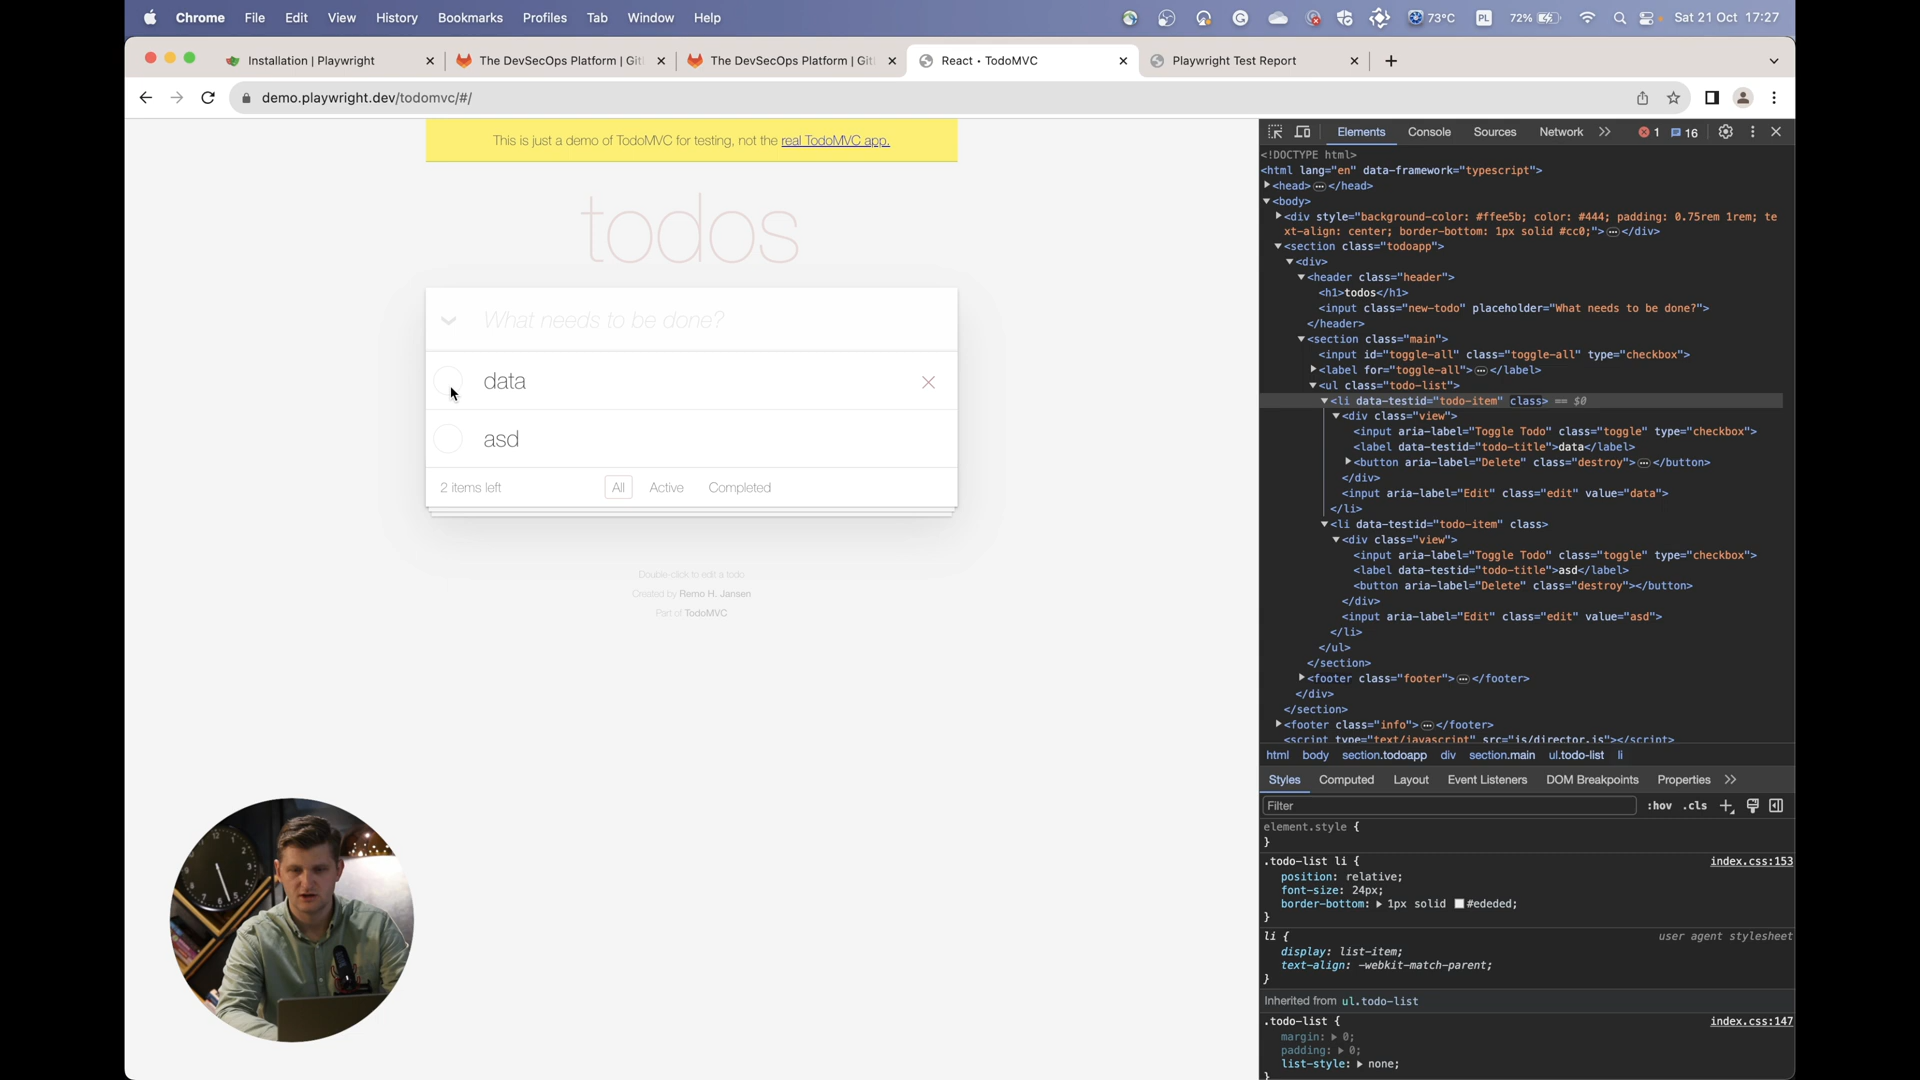 Chrome File Edit View History Bookmarks Profiles Tab Window Help
73°C PL 72% Sat 21 Oct 17:27
Installation | Playwright
The DevSecOps Platform | Git
The DevSecOps Platform | Git
React • TodoMVC
Playwright Test Report
demo.playwright.dev/todomvc/#/
This is just a demo of TodoMVC for testing, not the real TodoMVC app.
todos
What needs to be done?
data
asd
2 items left All Active Completed
Double-click to edit a todo
Created by Remo H. Jansen
Part of TodoMVC
Elements Console Sources Network 1 16
<!DOCTYPE html>
<html lang="en" data-framework="typescript">
<head></head>
<body>
<div style="background-color: #ffee5b; color: #444; padding: 0.75rem 1rem; te
xt-align: center; border-bottom: 1px solid #cc0;"></div>
<section class="todoapp">
<div>
<header class="header">
<h1>todos</h1>
<input class="new-todo" placeholder="What needs to be done?">
</header>
<section class="main">
<input id="toggle-all" class="toggle-all" type="checkbox">
<label for="toggle-all"></label>
<ul class="todo-list">
<li data-testid="todo-item" class> == $0
<div class="view">
<input aria-label="Toggle Todo" class="toggle" type="checkbox">
<label data-testid="todo-title">data</label>
<button aria-label="Delete" class="destroy"></button>
</div>
<input aria-label="Edit" class="edit" value="data">
</li>
<li data-testid="todo-item" class>
<div class="view">
<input aria-label="Toggle Todo" class="toggle" type="checkbox">
<label data-testid="todo-title">asd</label>
<button aria-label="Delete" class="destroy"></button>
</div>
<input aria-label="Edit" class="edit" value="asd">
</li>
</ul>
</section>
<footer class="footer"></footer>
</div>
</section>
<footer class="info"></footer>
<script type="text/javascript" src="js/director.js"></script>
html body section.todoapp div section.main ul.todo-list li
Styles Computed Layout Event Listeners DOM Breakpoints Properties
Filter :hov .cls
element.style {
}
.todo-list li { index.css:153
position: relative;
font-size: 24px;
border-bottom: 1px solid #ededed;
}
li { user agent stylesheet
display: list-item;
text-align: -webkit-match-parent;
}
Inherited from ul.todo-list
.todo-list { index.css:147
margin: 0;
padding: 0;
list-style: none;
}